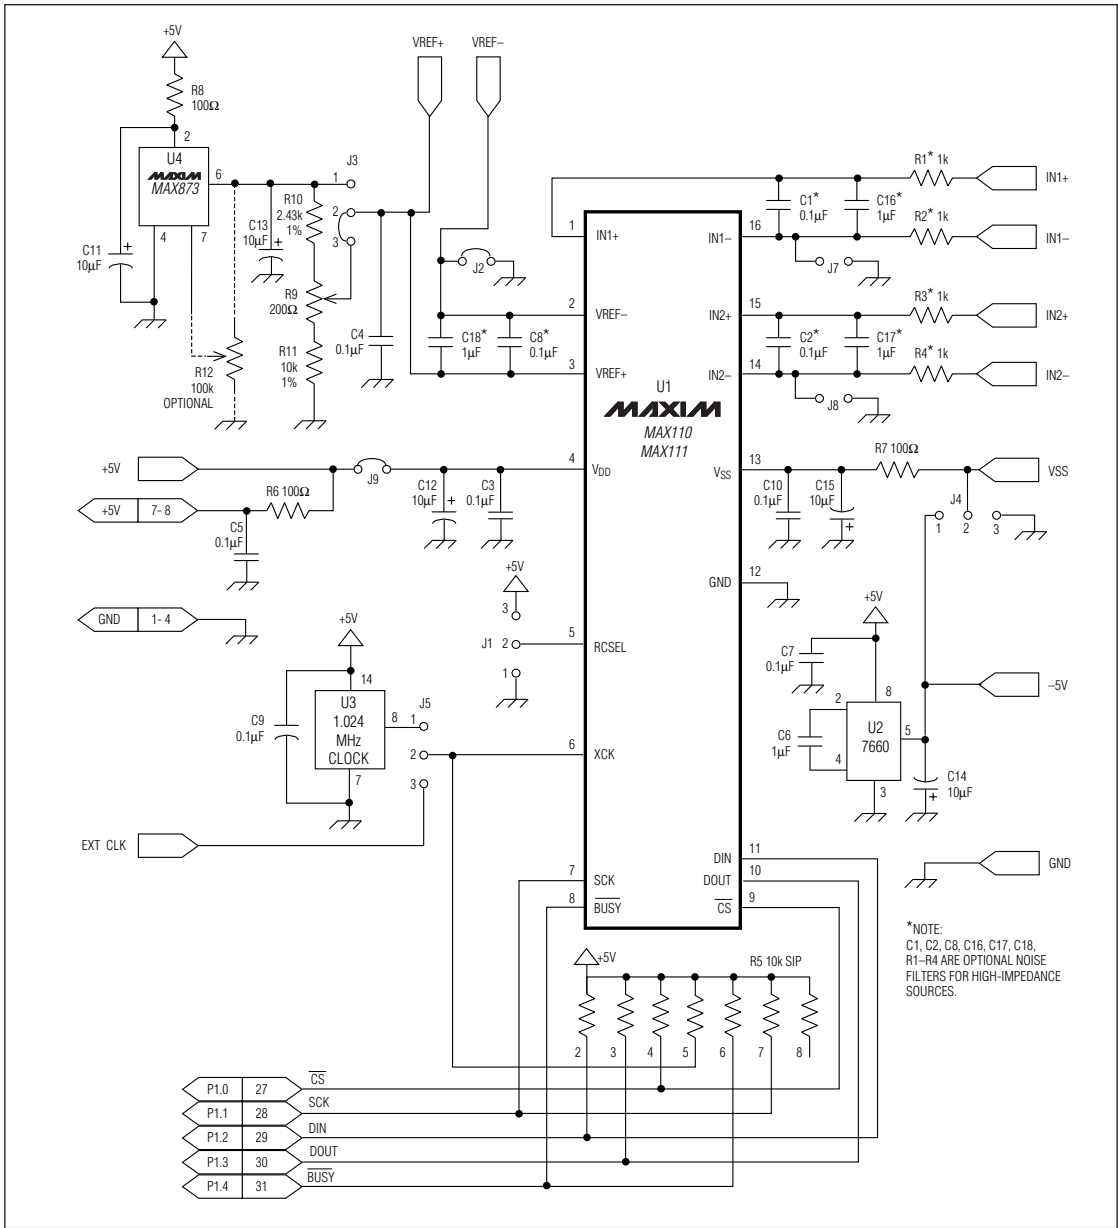 +5V
VREF+
VREF–
R8
100Ω
2
U4
MAXIM
MAX873
6
4
7
C11
10µF
+
C13
10µF
+
R10
2.43k
1%
J3
1
2
3
R9
200Ω
R11
10k
1%
R12
100k
OPTIONAL
C4
0.1µF
J2
C18*
1µF
C8*
0.1µF
1
IN1+
2
VREF–
3
VREF+
U1
MAXIM
MAX110
MAX111
IN1–
16
IN2+
15
IN2–
14
R1* 1k
IN1+
C1*
0.1µF
C16*
1µF
R2* 1k
IN1–
J7
R3* 1k
IN2+
C2*
0.1µF
C17*
1µF
R4* 1k
IN2–
J8
+5V
J9
4
VDD
R6 100Ω
+5V
7- 8
C5
0.1µF
C12
10µF
+
C3
0.1µF
VSS
13
R7 100Ω
VSS
C10
0.1µF
C15
10µF
+
J4
1
2
3
GND
12
GND
1- 4
+5V
3
J1
2
1
5
RCSEL
+5V
14
U3
1.024
MHz
CLOCK
8
7
C9
0.1µF
J5
1
2
3
6
XCK
EXT CLK
+5V
C7
0.1µF
8
2
U2
7660
5
4
3
C6
1µF
–5V
C14
10µF
+
GND
7
SCK
8
BUSY
DIN
11
DOUT
10
CS
9
*NOTE:
C1, C2, C8, C16, C17, C18,
R1–R4 ARE OPTIONAL NOISE
FILTERS FOR HIGH-IMPEDANCE
SOURCES.
+5V
R5 10k SIP
2
3
4
5
6
7
8
P1.0
27
CS
P1.1
28
SCK
P1.2
29
DIN
P1.3
30
DOUT
P1.4
31
BUSY